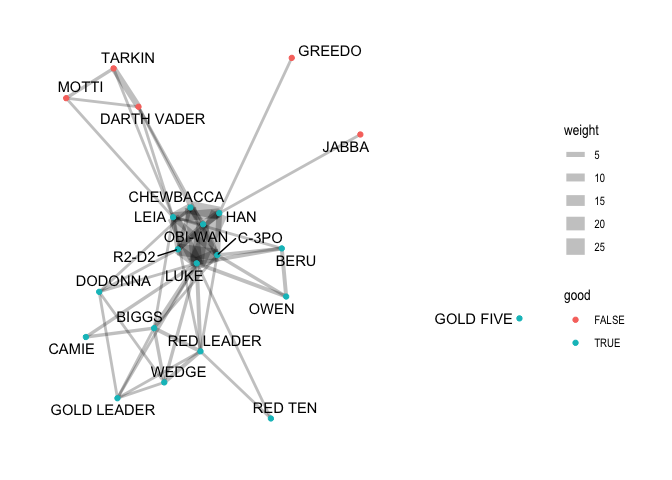 GREEDO
TARKIN
MOTTI
DARTH VADER
JABBA
CHEWBACCA
LEIA
HAN
OBI-WAN
C-3PO
R2-D2
BERU
LUKE
DODONNA
OWEN
BIGGS
GOLD FIVE
RED LEADER
CAMIE
WEDGE
GOLD LEADER
RED TEN
weight
5
10
15
20
25
good
FALSE
TRUE